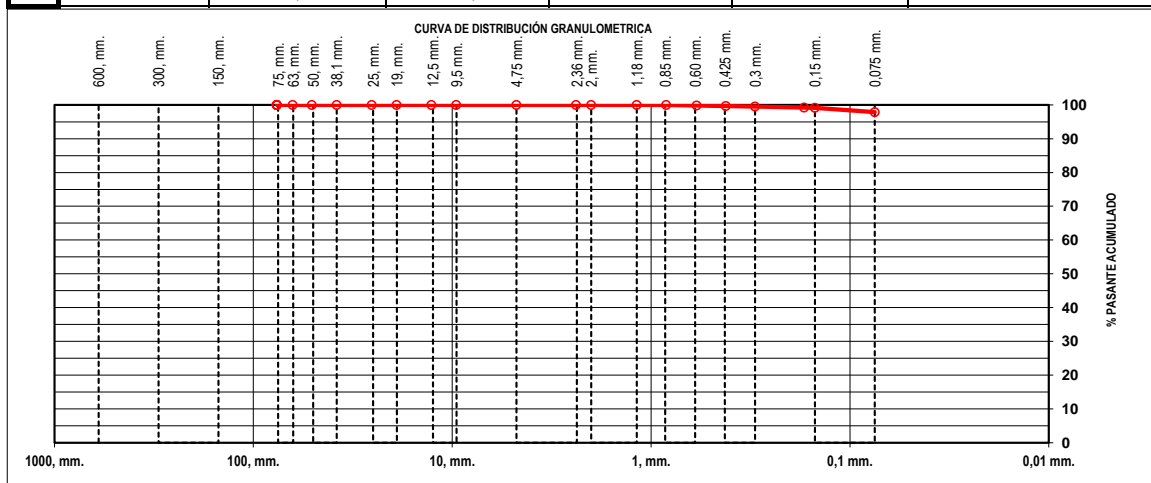 CURVA DE DISTRIBUCIÓN GRANULOMETRICA
600, mm.
300, mm.
150, mm.
75, mm.
63, mm.
50, mm.
38,1 mm.
25, mm.
19, mm.
12,5 mm.
9,5 mm.
4,75 mm.
2,36 mm.
2, mm.
1,18 mm.
0,85 mm.
0,60 mm.
0,425 mm.
0,3 mm.
0,15 mm.
0,075 mm.
100
90
80
70
60
50
40
30
20
10
0
% PASANTE ACUMULADO
1000, mm.
100, mm.
10, mm.
1, mm.
0,1 mm.
0,01 mm.